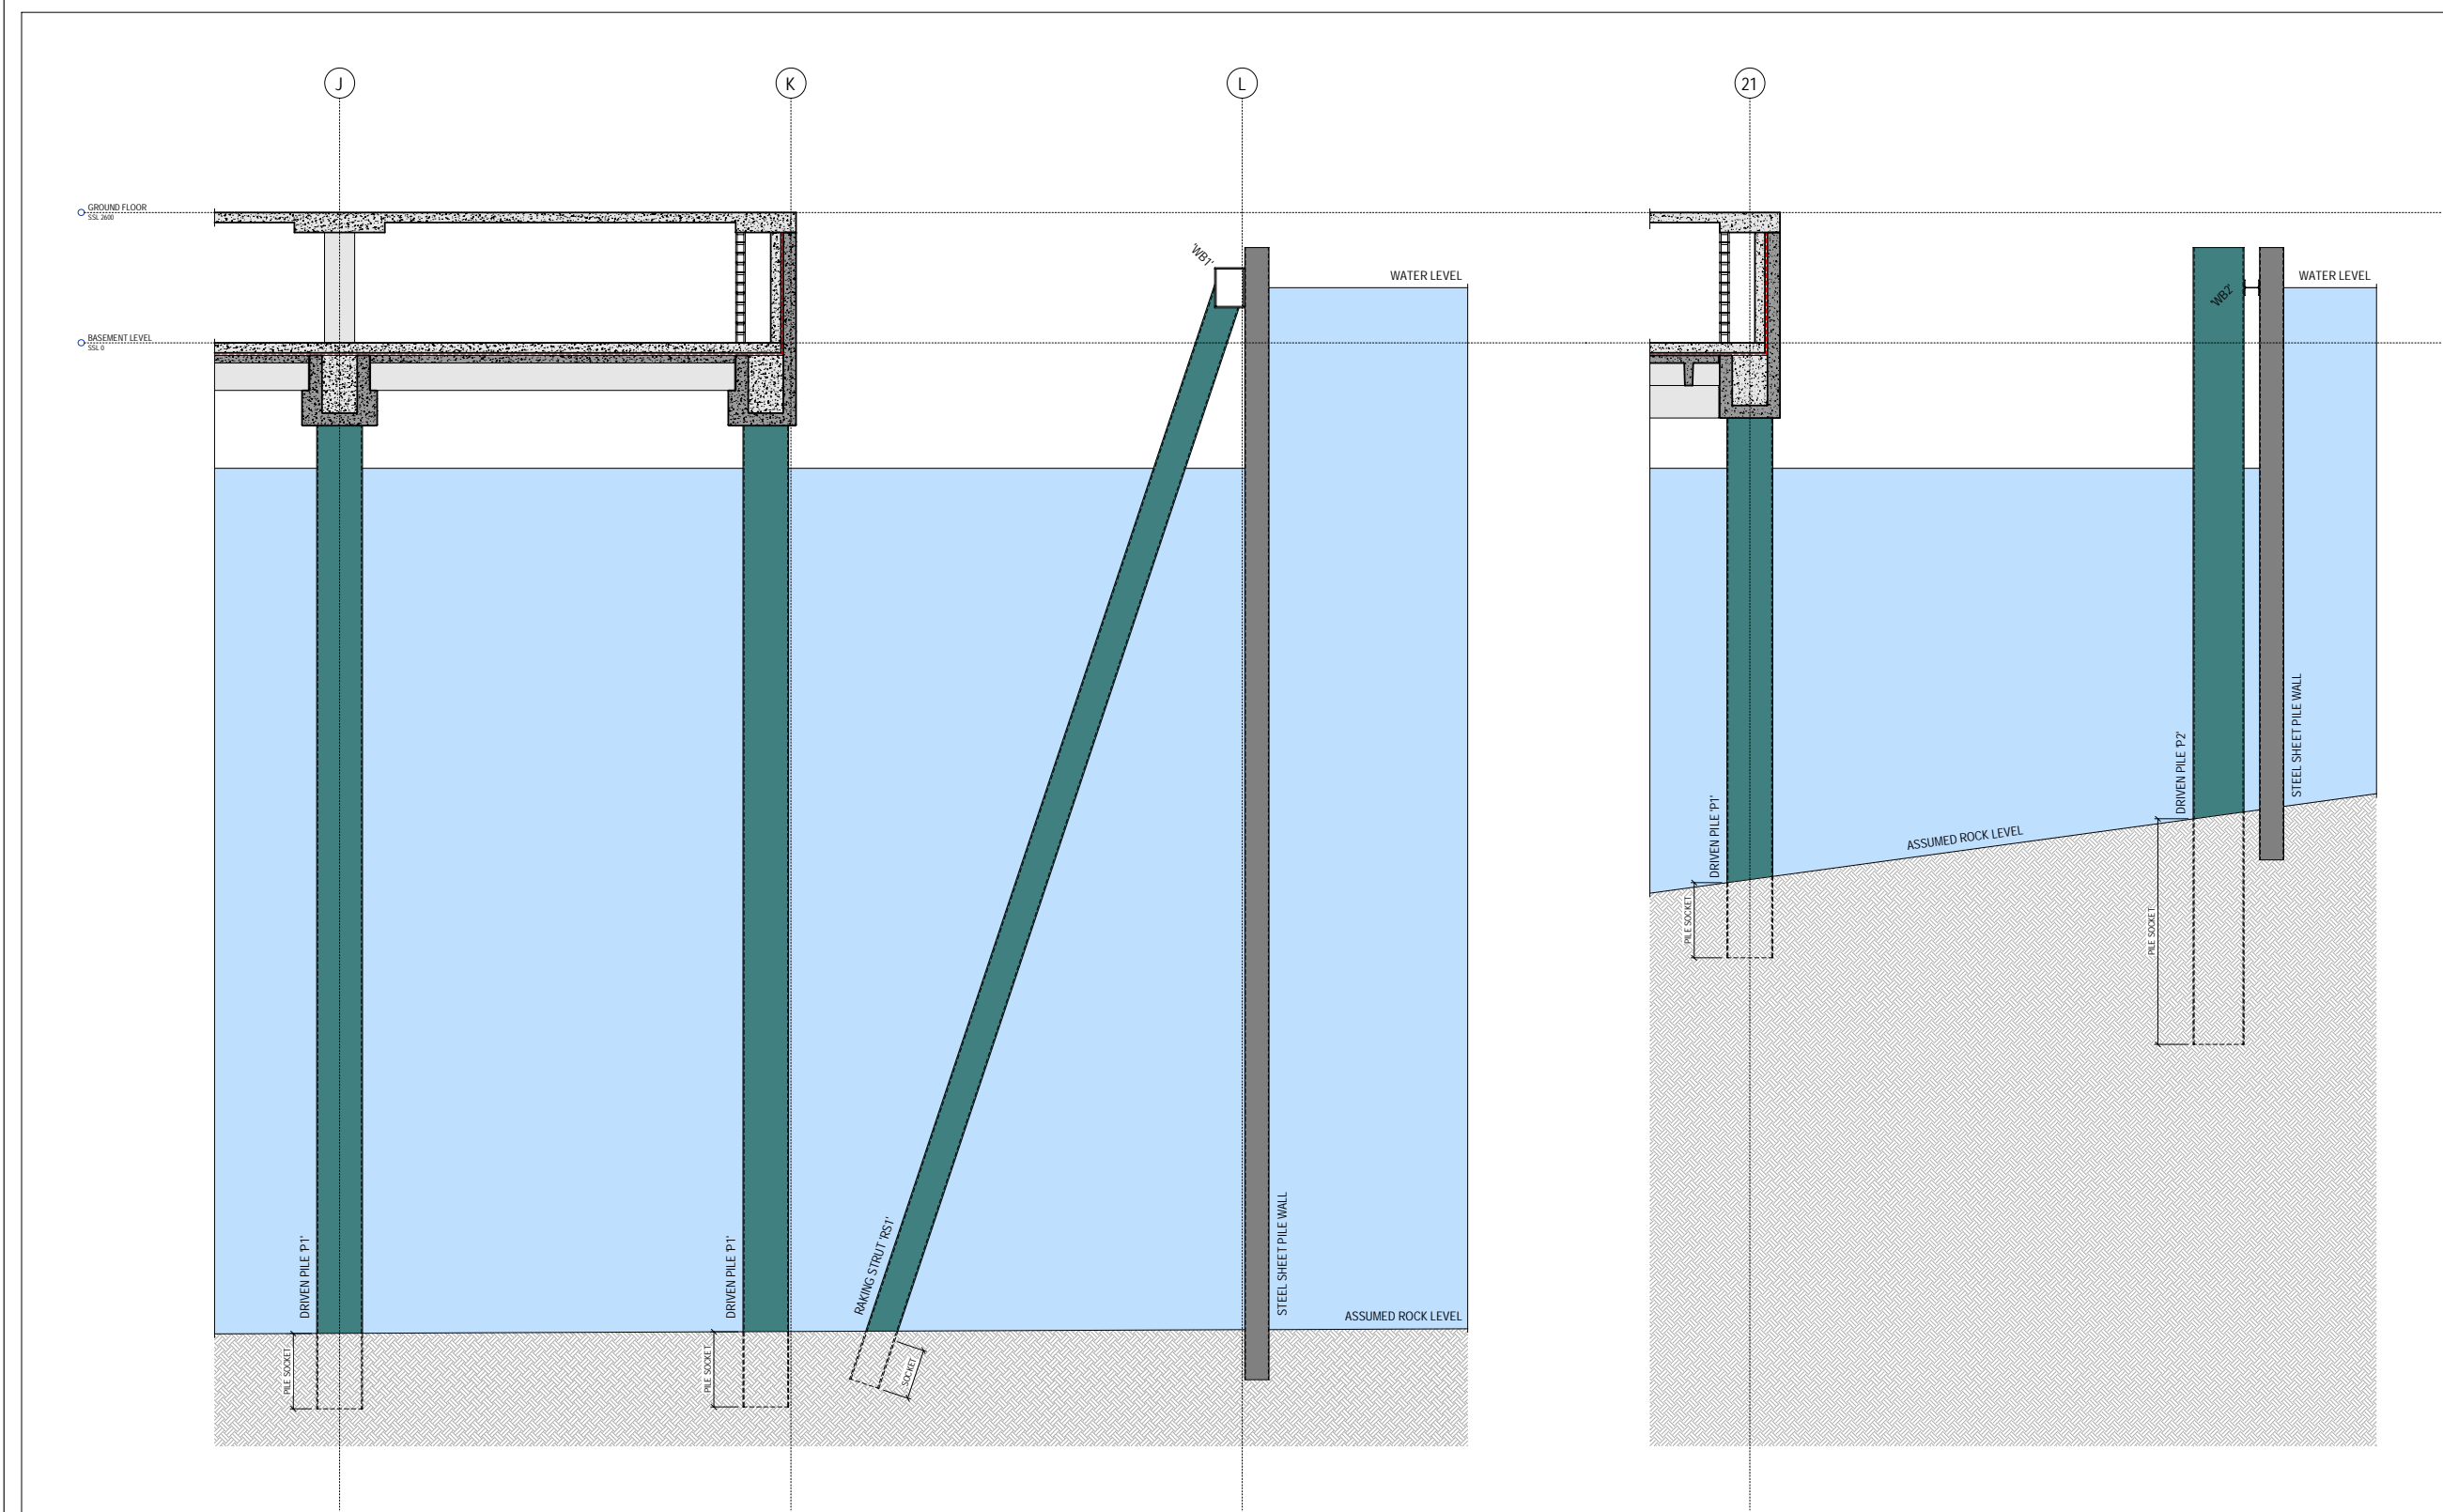 J
K
L
21
GROUND FLOOR
SSL 2600
'WB1'
WATER LEVEL
WATER LEVEL
'WB2'
BASEMENT LEVEL
SSL 0
STEEL SHEET PILE WALL
DRIVEN PILE 'P2'
DRIVEN PILE 'P1'
ASSUMED ROCK LEVEL
PILE SOCKET
PILE SOCKET
DRIVEN PILE 'P1'
DRIVEN PILE 'P1'
RAKING STRUT 'RS1'
STEEL SHEET PILE WALL
ASSUMED ROCK LEVEL
PILE SOCKET
PILE SOCKET
SOCKET